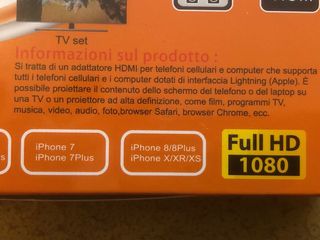 TV set
Informazioni sul prodotto :
Si tratta di un adattatore HDMI per telefoni cellulari e computer che supporta
tutti i telefoni cellulari e computer dotati di interfaccia Lightning (Apple). È
possibile proiettare il contenuto dello schermo del telefono o del laptop su
una TV o un proiettore ad alta definizione, come film, programmi TV,
musica, video, audio, foto,browser Safari, browser Chrome, ecc.
iPhone 7
iPhone 7Plus
iPhone 8/8Plus
iPhone X/XR/XS
Full HD
1080